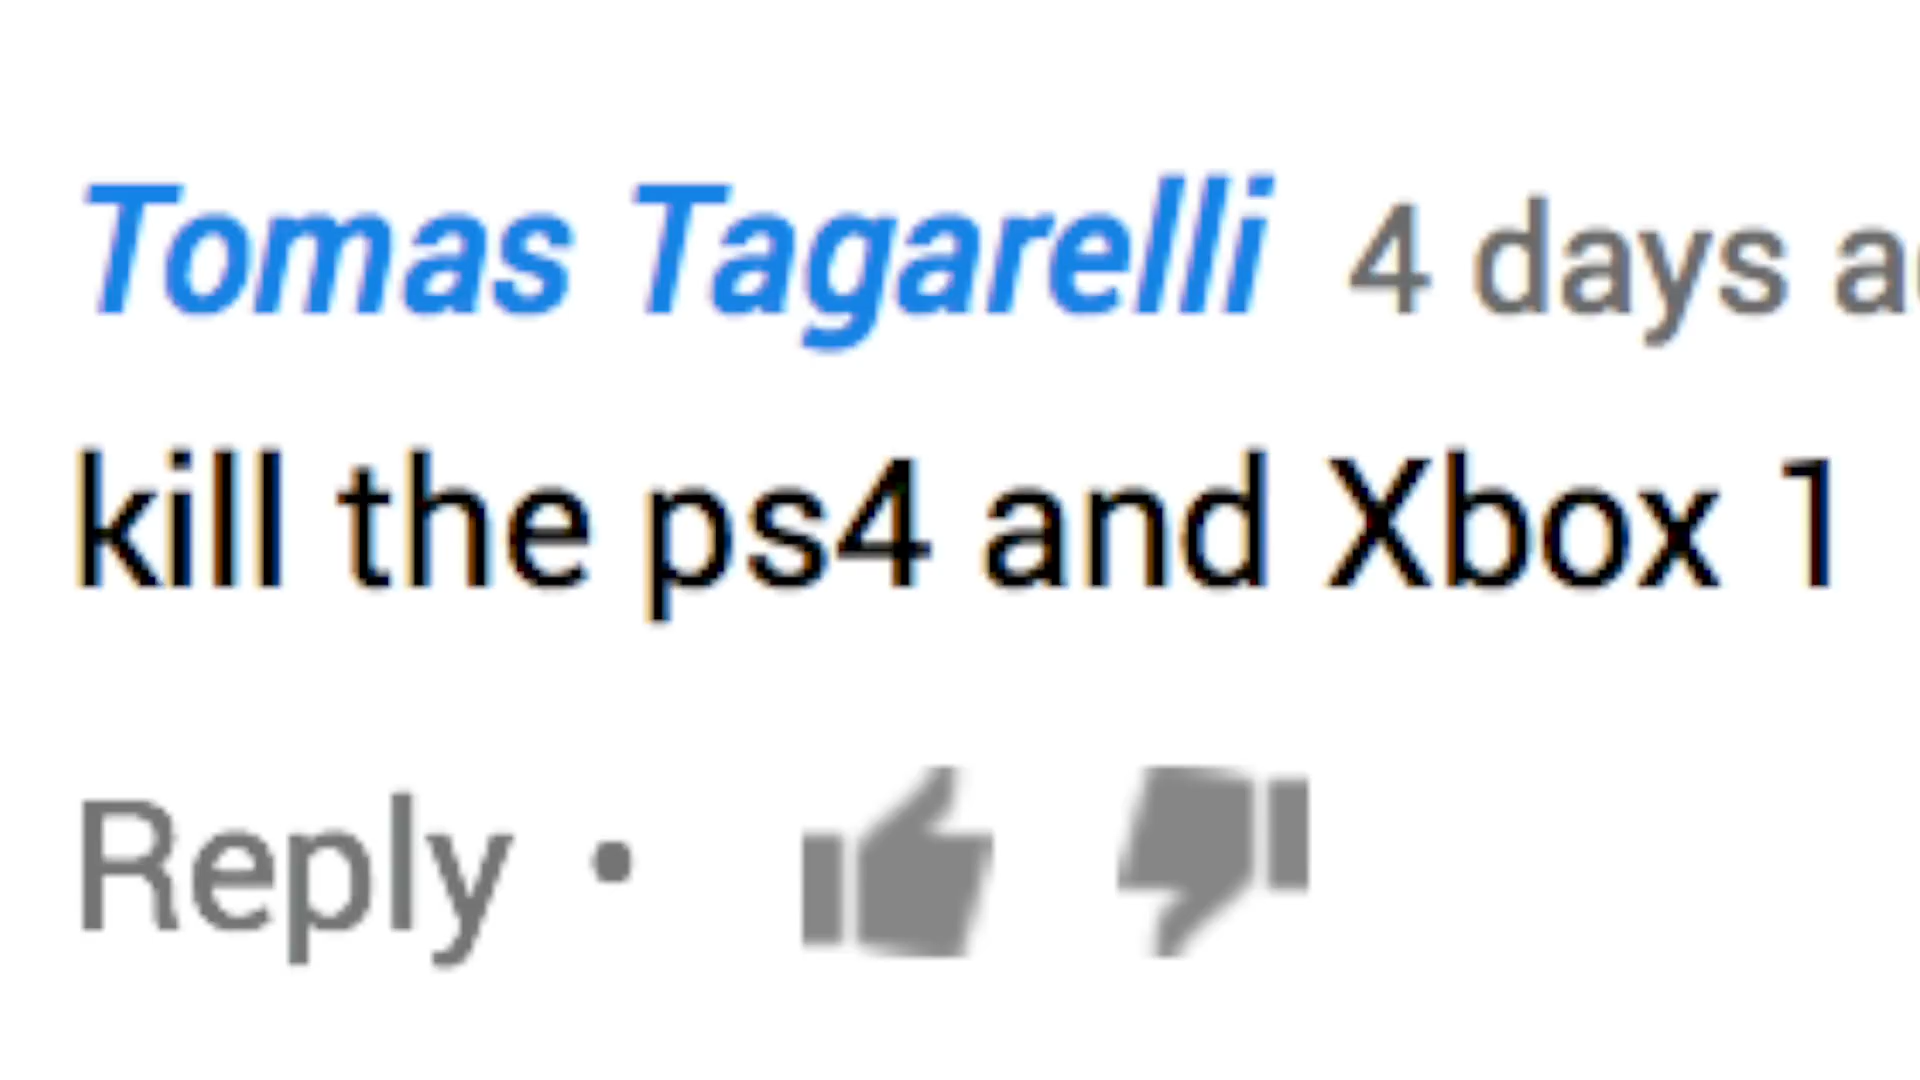 Tomas Tagarelli 4 days a
kill the ps4 and Xbox 1
Reply •